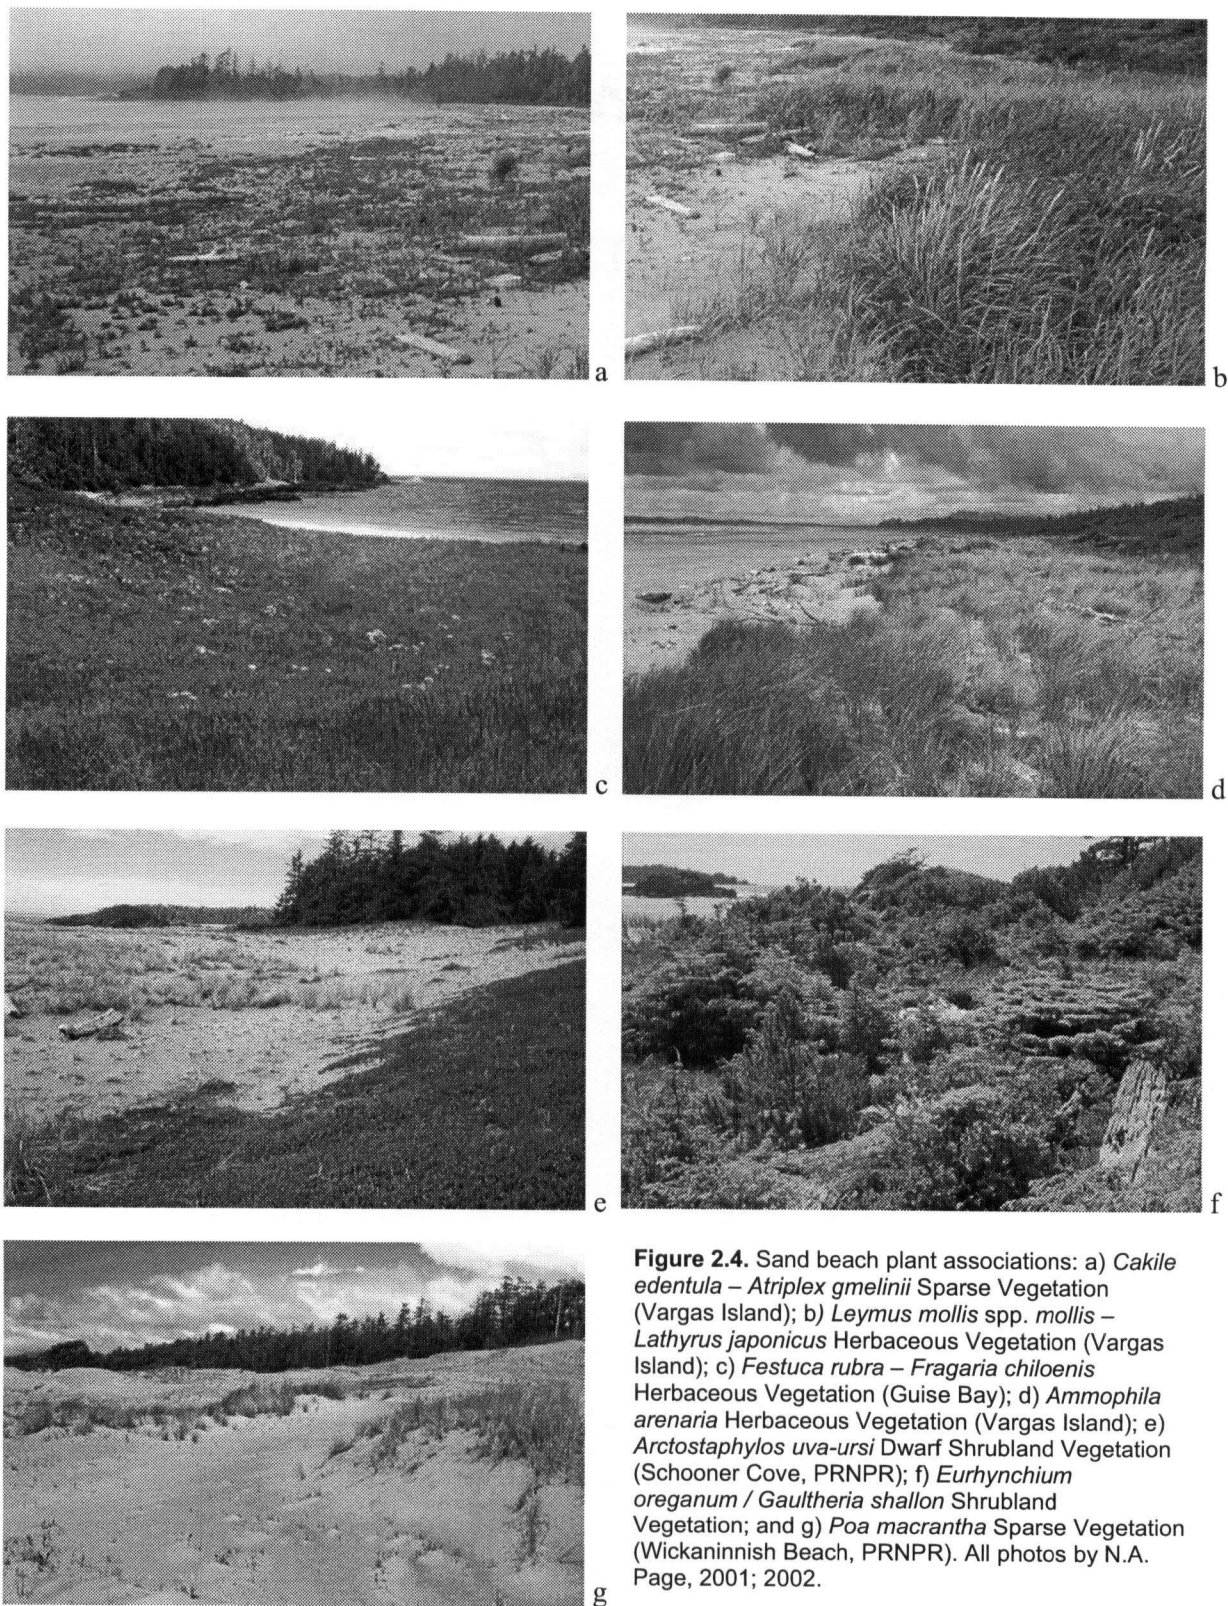 a
b
c
d
e
f
g
Figure 2.4. Sand beach plant associations: a) Cakile
edentula – Atriplex gmelinii Sparse Vegetation
(Vargas Island); b) Leymus mollis spp. mollis –
Lathyrus japonicus Herbaceous Vegetation (Vargas
Island); c) Festuca rubra – Fragaria chiloenis
Herbaceous Vegetation (Guise Bay); d) Ammophila
arenaria Herbaceous Vegetation (Vargas Island); e)
Arctostaphylos uva-ursi Dwarf Shrubland Vegetation
(Schooner Cove, PRNPR); f) Eurhynchium
oreganum / Gaultheria shallon Shrubland
Vegetation; and g) Poa macrantha Sparse Vegetation
(Wickaninnish Beach, PRNPR). All photos by N.A.
Page, 2001; 2002.